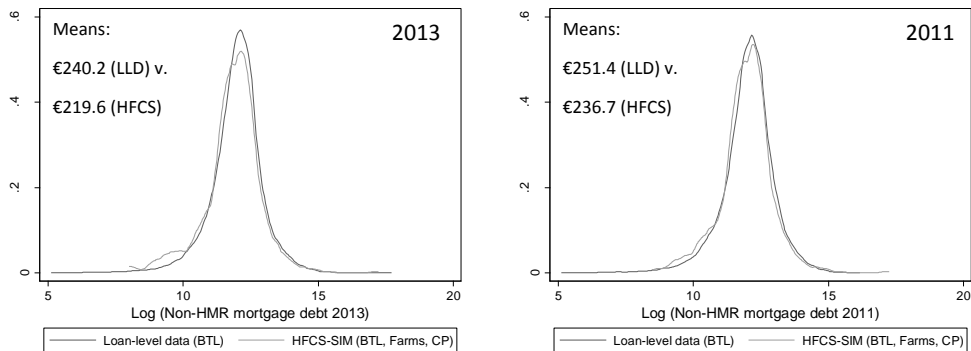 Means:
2013
€240.2 (LLD) v.
€219.6 (HFCS)
.6
.4
.2
0
5 10 15 20
Log (Non-HMR mortgage debt 2013)
Loan-level data (BTL) HFCS-SIM (BTL, Farms, CP)
Means:
2011
€251.4 (LLD) v.
€236.7 (HFCS)
.6
.4
.2
0
5 10 15 20
Log (Non-HMR mortgage debt 2011)
Loan-level data (BTL) HFCS-SIM (BTL, Farms, CP)